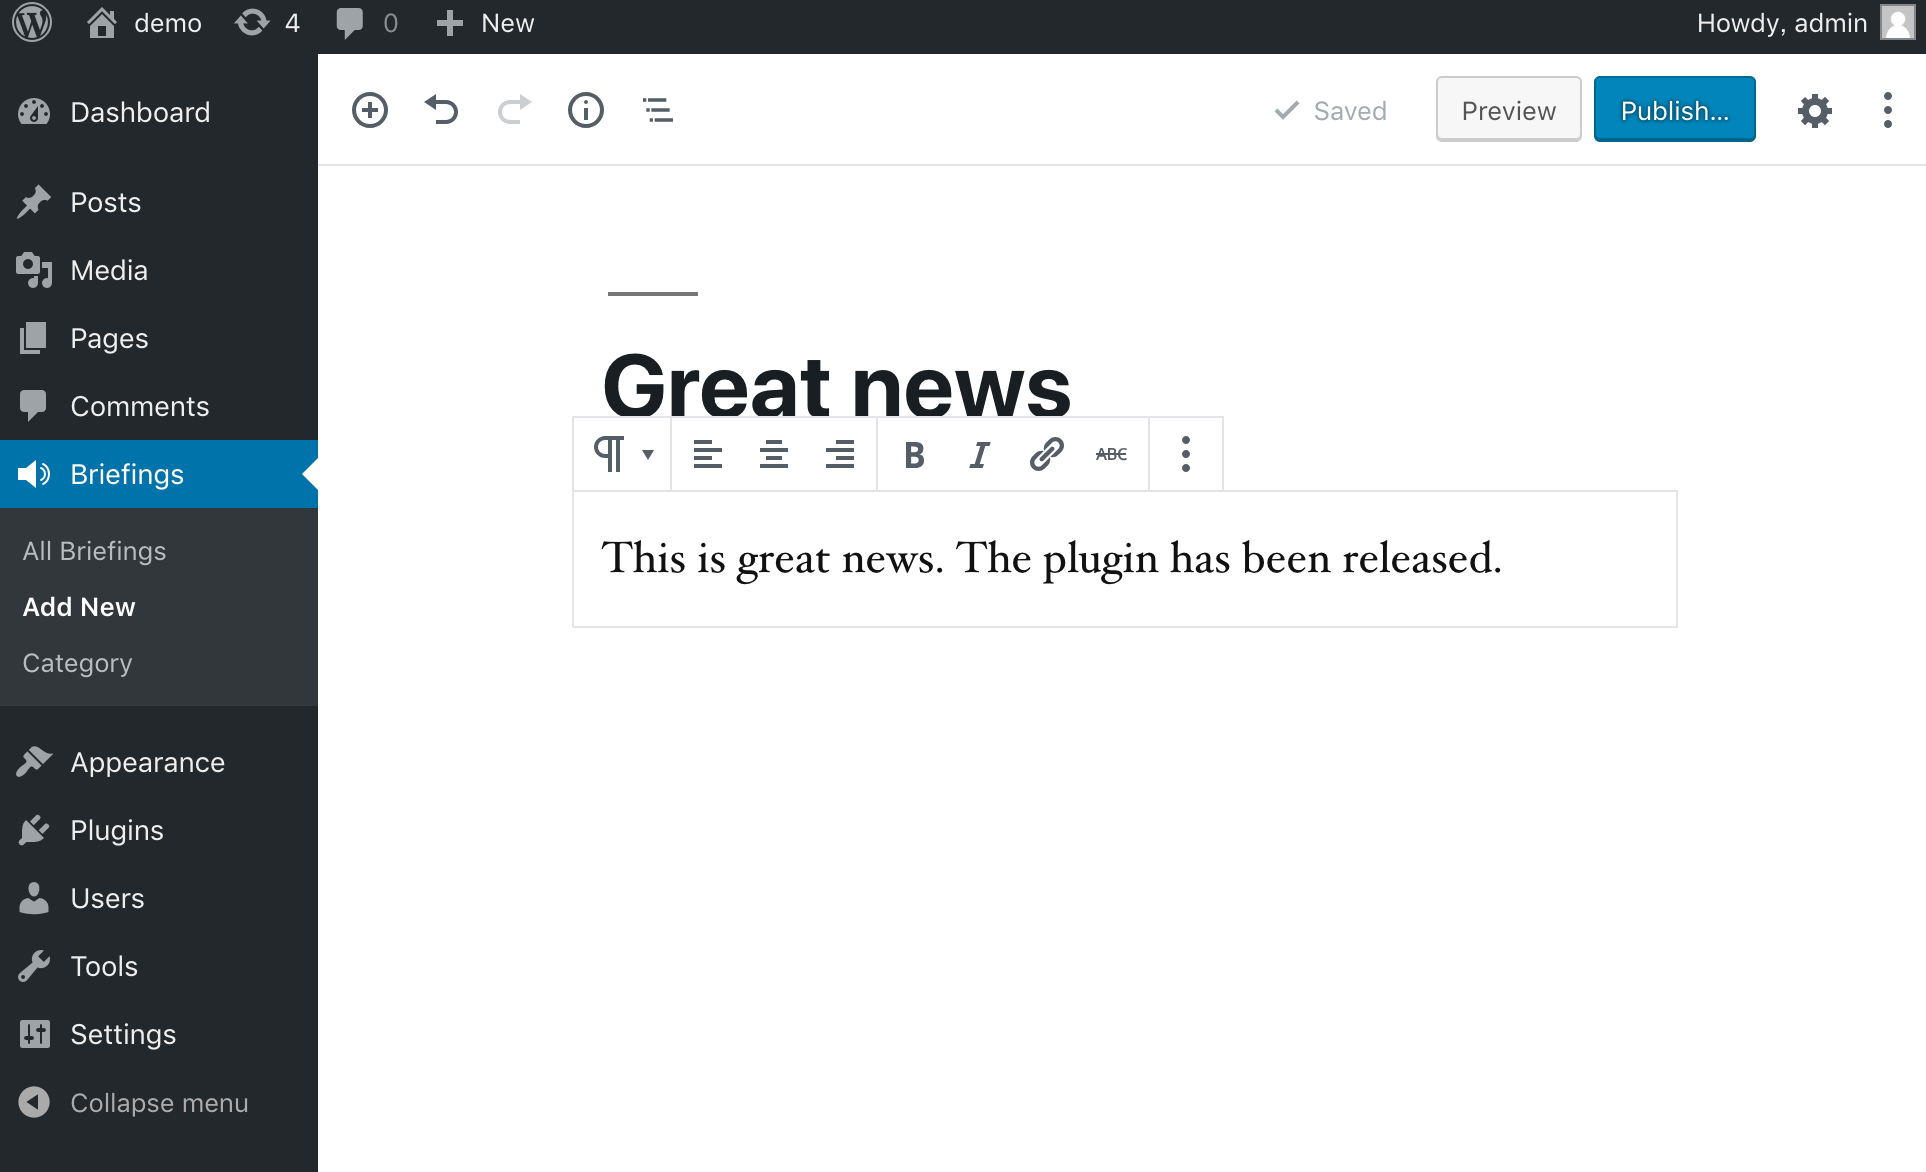 demo 4 0 New Howdy, admin
Dashboard
Saved Preview Publish...
Posts
Media
Pages
Comments
Briefings
All Briefings
Add New
Category
Appearance
Plugins
Users
Tools
Settings
Collapse menu
Great news
B I ABC
This is great news. The plugin has been released.